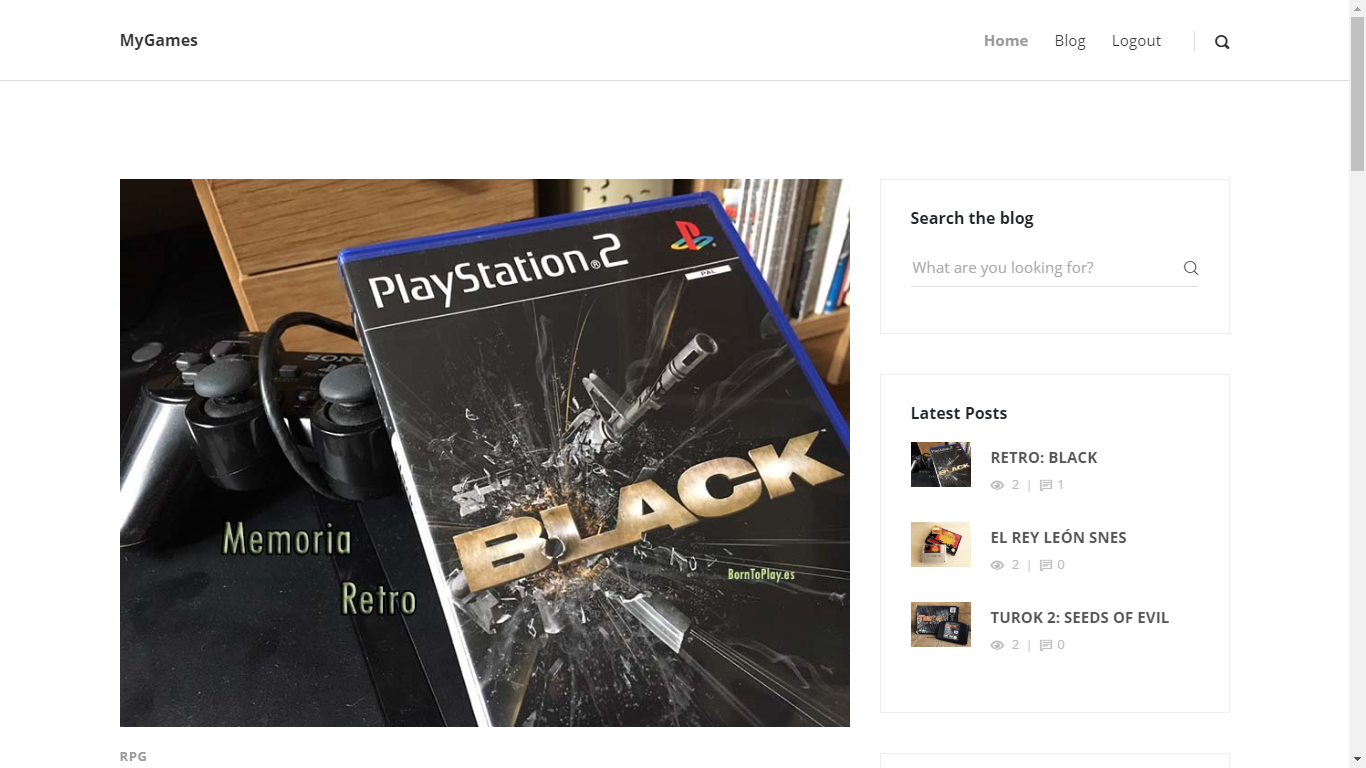 MyGames
Home
Blog
Logout
PlayStation®2
PAL
SONY
BLACK
Memoria
Retro
BornToPlay.es
RPG
Search the blog
What are you looking for?
Latest Posts
RETRO: BLACK
2 | 1
EL REY LEÓN SNES
2 | 0
TUROK 2: SEEDS OF EVIL
2 | 0